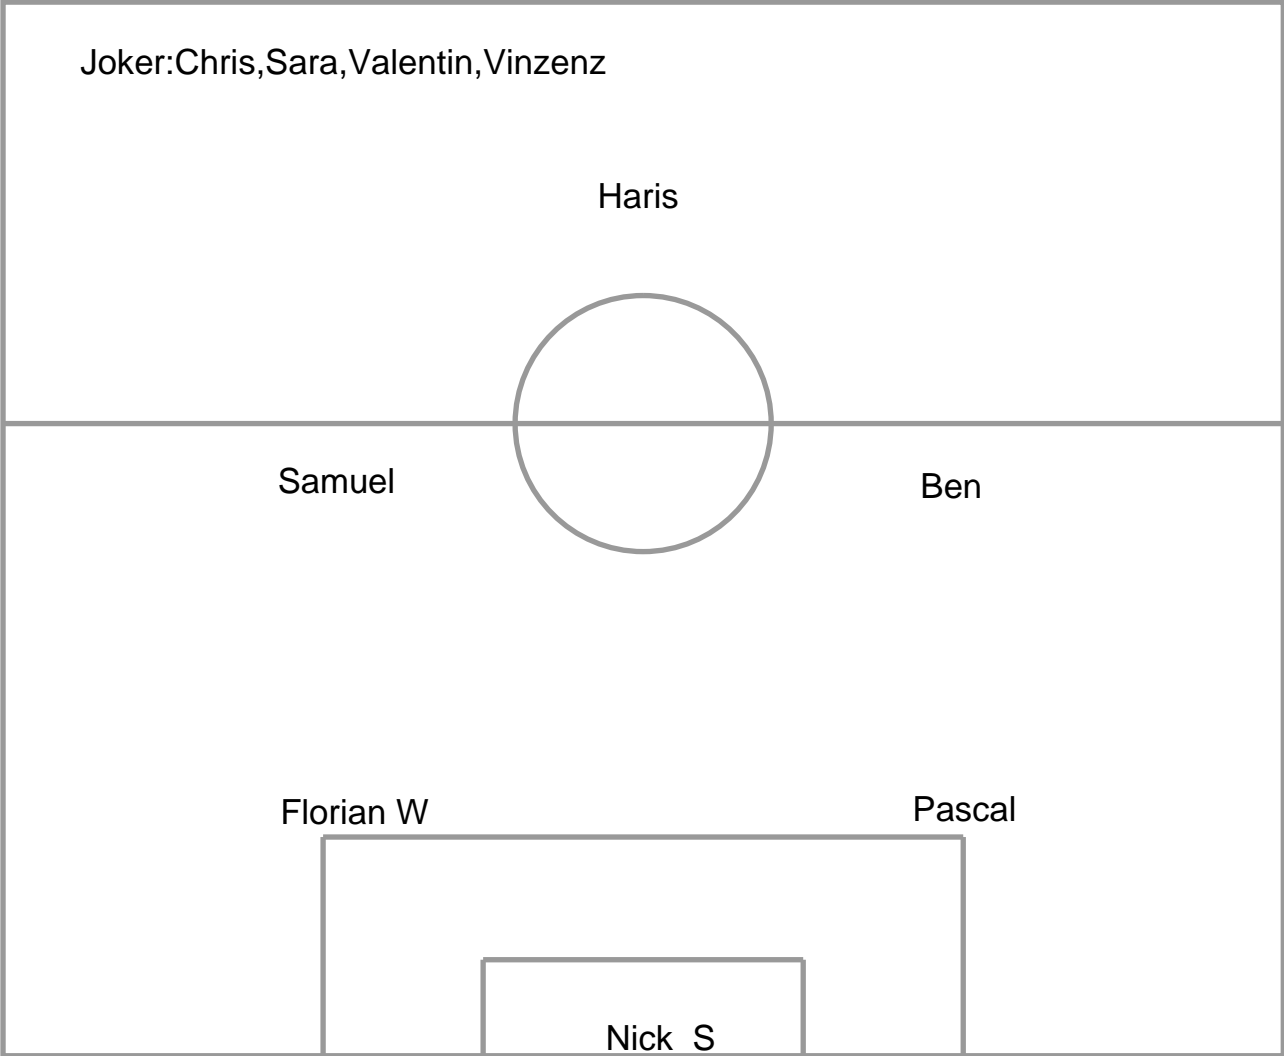 Joker:Chris,Sara,Valentin,Vinzenz
Haris
Samuel
Ben
Florian W
Pascal
Nick  S